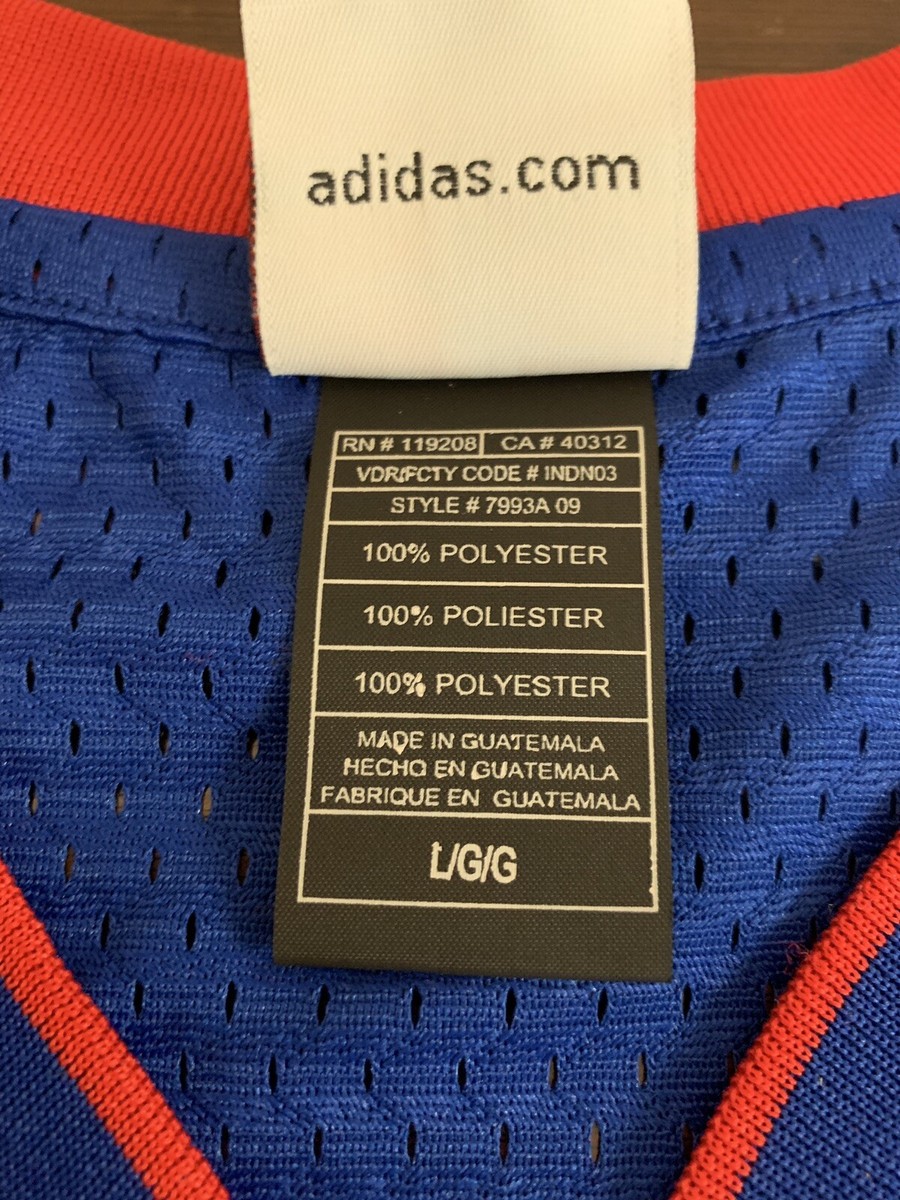 adidas.com
RN # 119208 CA # 40312
VDR/FCTY CODE # INDN03
STYLE # 7993A 09
100% POLYESTER
100% POLIESTER
100% POLYESTER
MADE IN GUATEMALA
HECHO EN GUATEMALA
FABRIQUE EN GUATEMALA
L/G/G